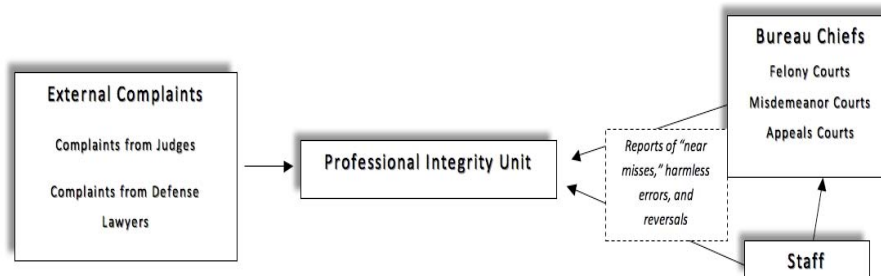 External Complaints
Complaints from Judges
Complaints from Defense
Lawyers
Professional Integrity Unit
Reports of “near
misses,” harmless
errors, and
reversals
Bureau Chiefs
Felony Courts
Misdemeanor Courts
Appeals Courts
Staff